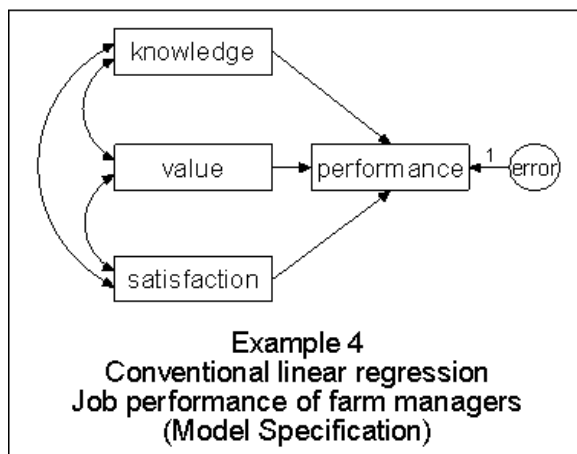 knowledge
value
performance
1
error
satisfaction
Example 4
Conventional linear regression
Job performance of farm managers
(Model Specification)